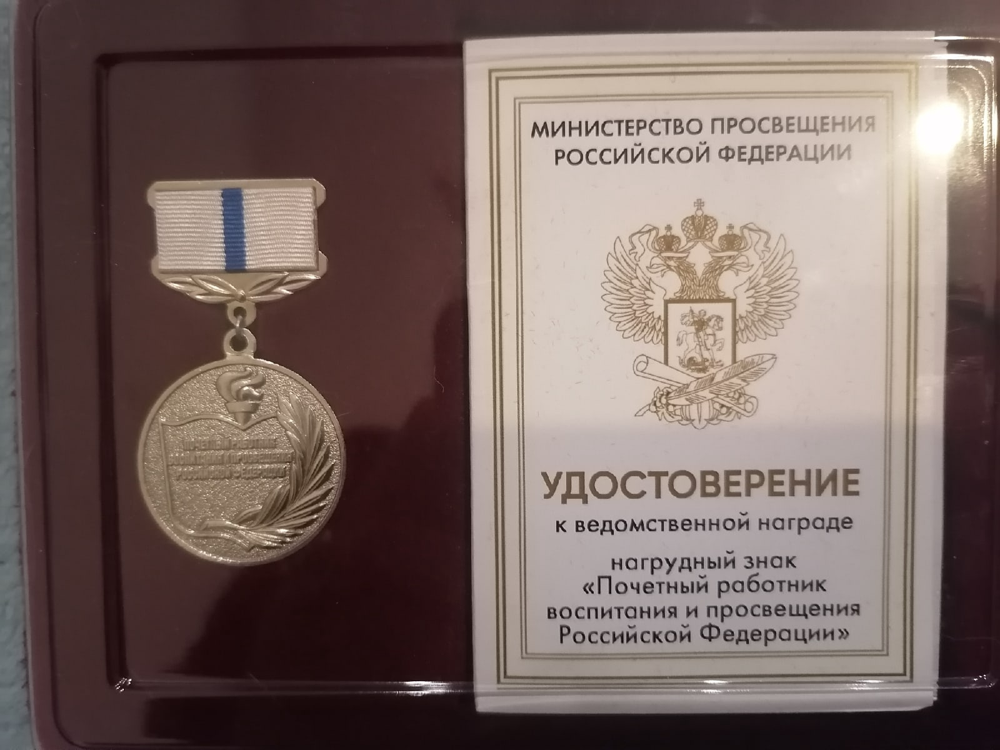 ПОЧЕТНЫЙ РАБОТНИК
ВОСПИТАНИЯ И ПРОСВЕЩЕНИЯ
РОССИЙСКОЙ ФЕДЕРАЦИИ
МИНИСТЕРСТВО ПРОСВЕЩЕНИЯ
РОССИЙСКОЙ ФЕДЕРАЦИИ
УДОСТОВЕРЕНИЕ
к ведомственной награде
нагрудный знак
«Почетный работник
воспитания и просвещения
Российской Федерации»